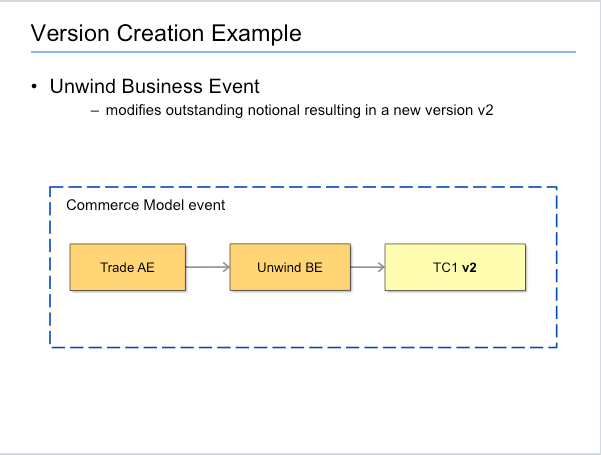 Version Creation Example
• Unwind Business Event
– modifies outstanding notional resulting in a new version v2
Commerce Model event
Trade AE
Unwind BE
TC1 v2